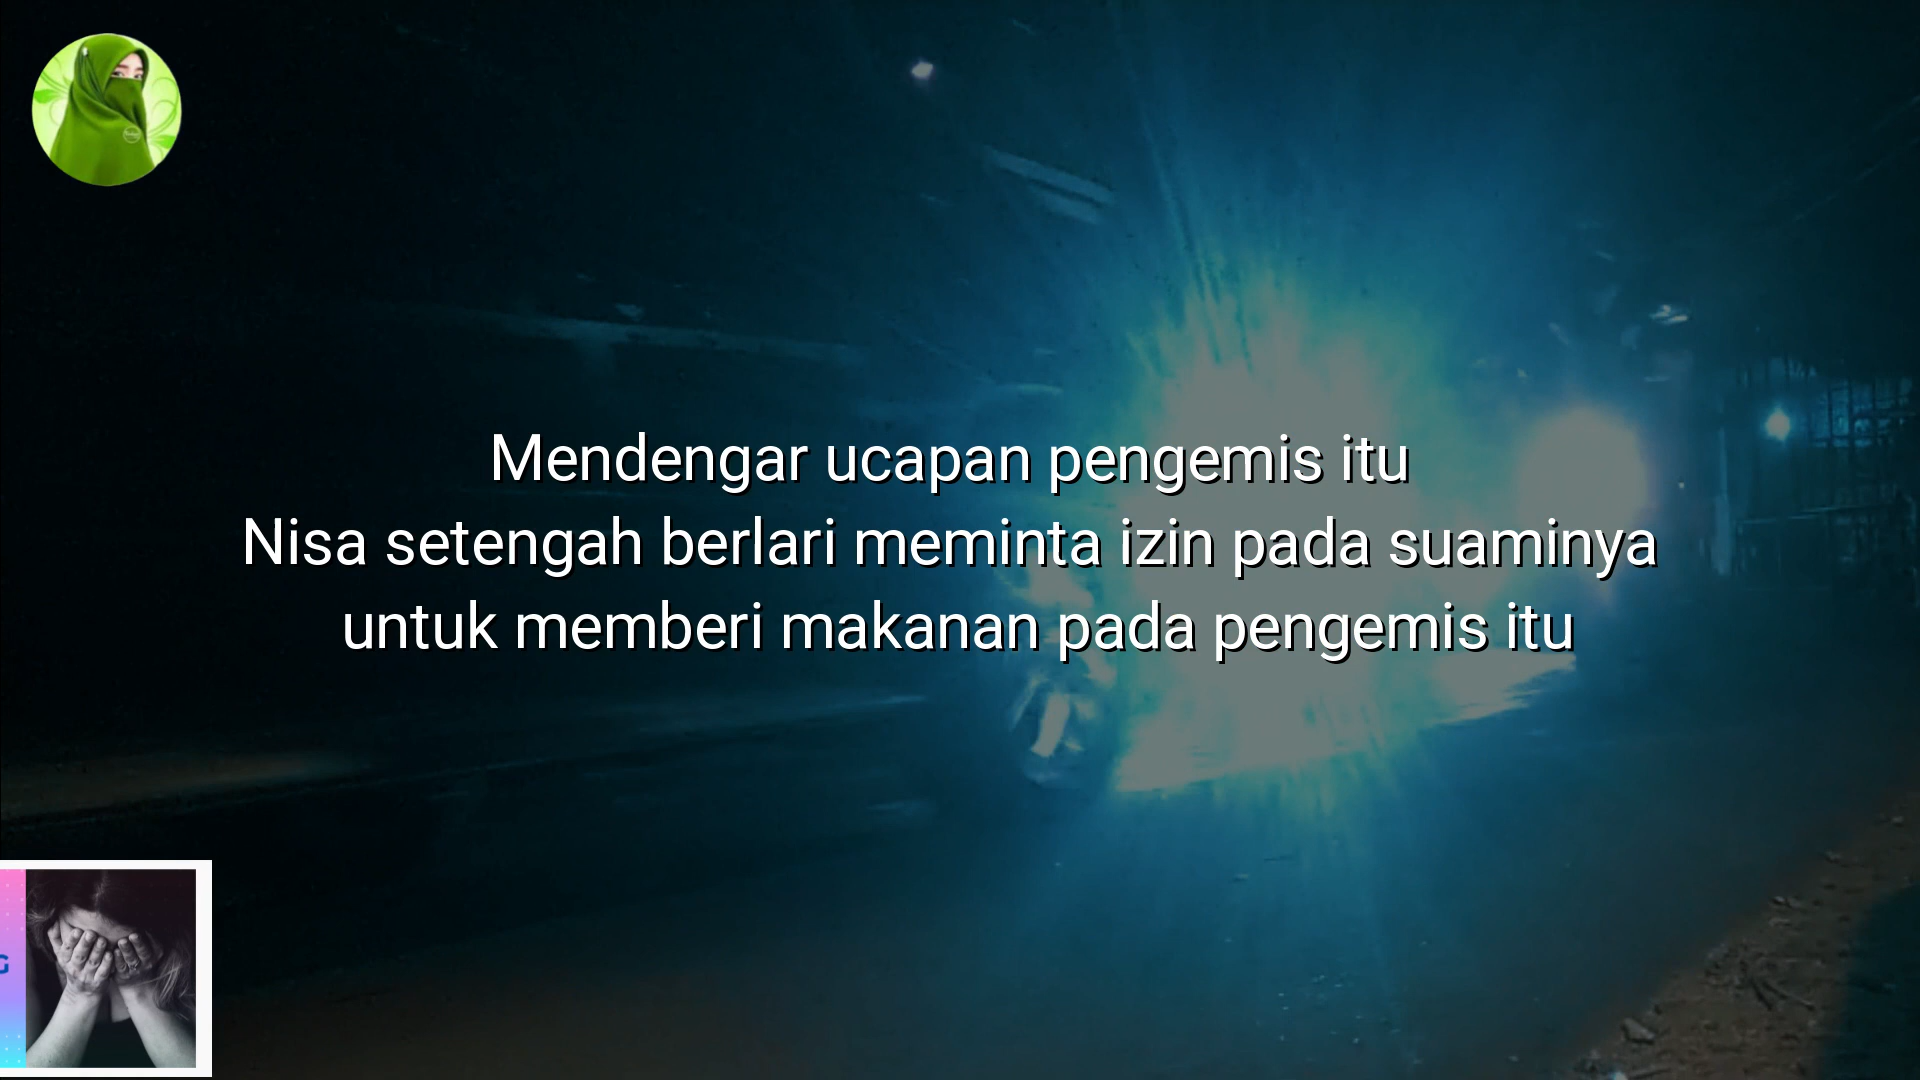 Mendengar ucapan pengemis itu
Nisa setengah berlari meminta izin pada suaminya
untuk memberi makanan pada pengemis itu
G